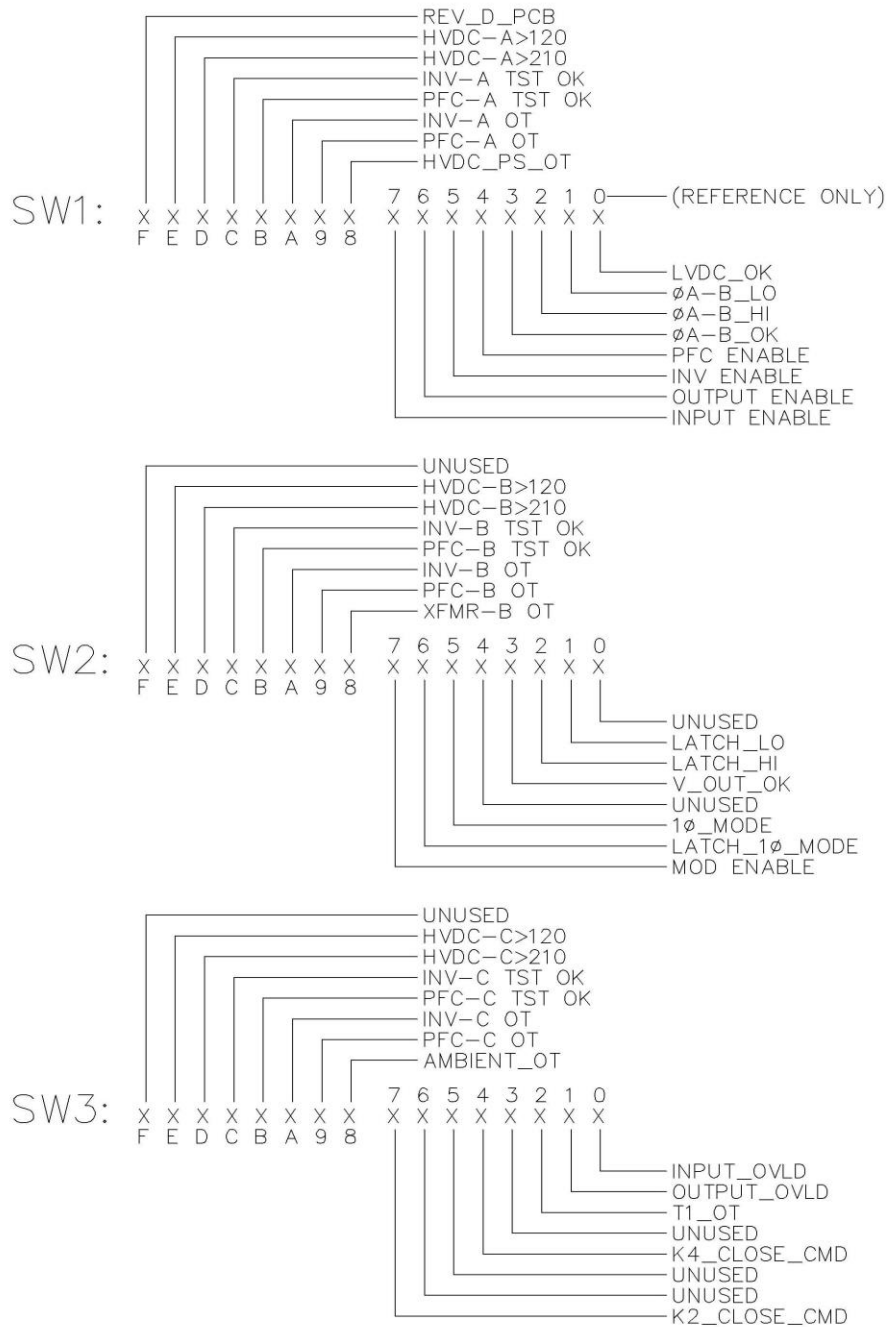 REV_D_PCB
HVDC-A>120
HVDC-A>210
INV-A TST OK
PFC-A TST OK
INV-A OT
PFC-A OT
HVDC_PS_OT
7 6 5 4 3 2 1 0 (REFERENCE ONLY)
SW1: X X X X X X X X X X X X X X X X
F E D C B A 9 8
LVDC_OK
øA-B_LO
øA-B_HI
øA-B_OK
PFC ENABLE
INV ENABLE
OUTPUT ENABLE
INPUT ENABLE
UNUSED
HVDC-B>120
HVDC-B>210
INV-B TST OK
PFC-B TST OK
INV-B OT
PFC-B OT
XFMR-B OT
7 6 5 4 3 2 1 0
SW2: X X X X X X X X X X X X X X X X
F E D C B A 9 8
UNUSED
LATCH_LO
LATCH_HI
V_OUT_OK
UNUSED
1ø_MODE
LATCH_1ø_MODE
MOD ENABLE
UNUSED
HVDC-C>120
HVDC-C>210
INV-C TST OK
PFC-C TST OK
INV-C OT
PFC-C OT
AMBIENT_OT
7 6 5 4 3 2 1 0
SW3: X X X X X X X X X X X X X X X X
F E D C B A 9 8
INPUT_OVLD
OUTPUT_OVLD
T1_OT
UNUSED
K4_CLOSE_CMD
UNUSED
UNUSED
K2_CLOSE_CMD